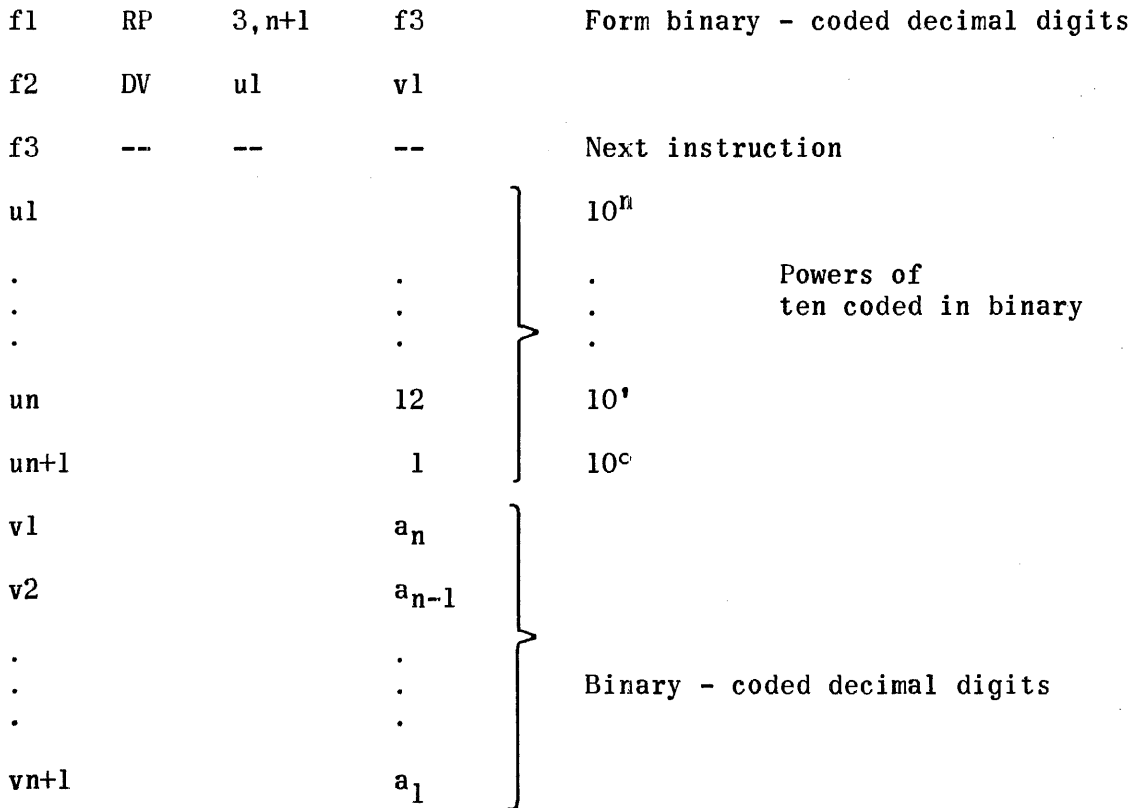 f1 RP 3,n+1 f3 Form binary - coded decimal digits
f2 DV u1 v1
f3 -- -- -- Next instruction
u1 10ⁿ
. . . Powers of
. . . ten coded in binary
. . .
un 12 10'
un+1 1 10ᶜ
v1 aₙ
v2 aₙ₋₁
. .
. . Binary - coded decimal digits
. .
vn+1 a₁